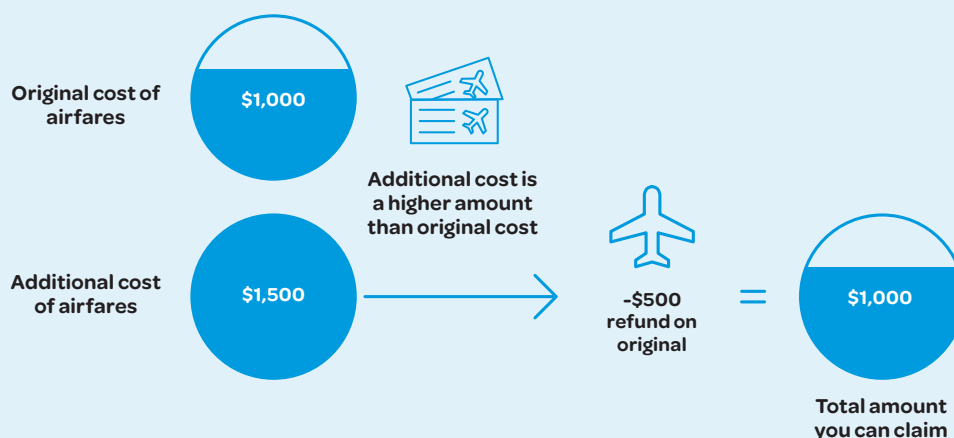 Original cost of
airfares
$1,000
Additional cost is
a higher amount
than original cost
Additional cost
of airfares
$1,500
-$500
refund on
original
=
$1,000
Total amount
you can claim